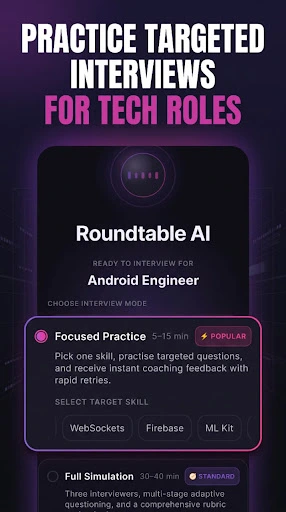 PRACTICE TARGETED
INTERVIEWS
FOR TECH ROLES
Roundtable AI
READY TO INTERVIEW FOR
Android Engineer
CHOOSE INTERVIEW MODE
Focused Practice 5–15 min ⚡ POPULAR
Pick one skill, practise targeted questions,
and receive instant coaching feedback with
rapid retries.
SELECT TARGET SKILL
WebSockets Firebase ML Kit
Full Simulation 30–40 min STANDARD
Three interviewers, multi-stage adaptive
questioning, and a comprehensive rubric